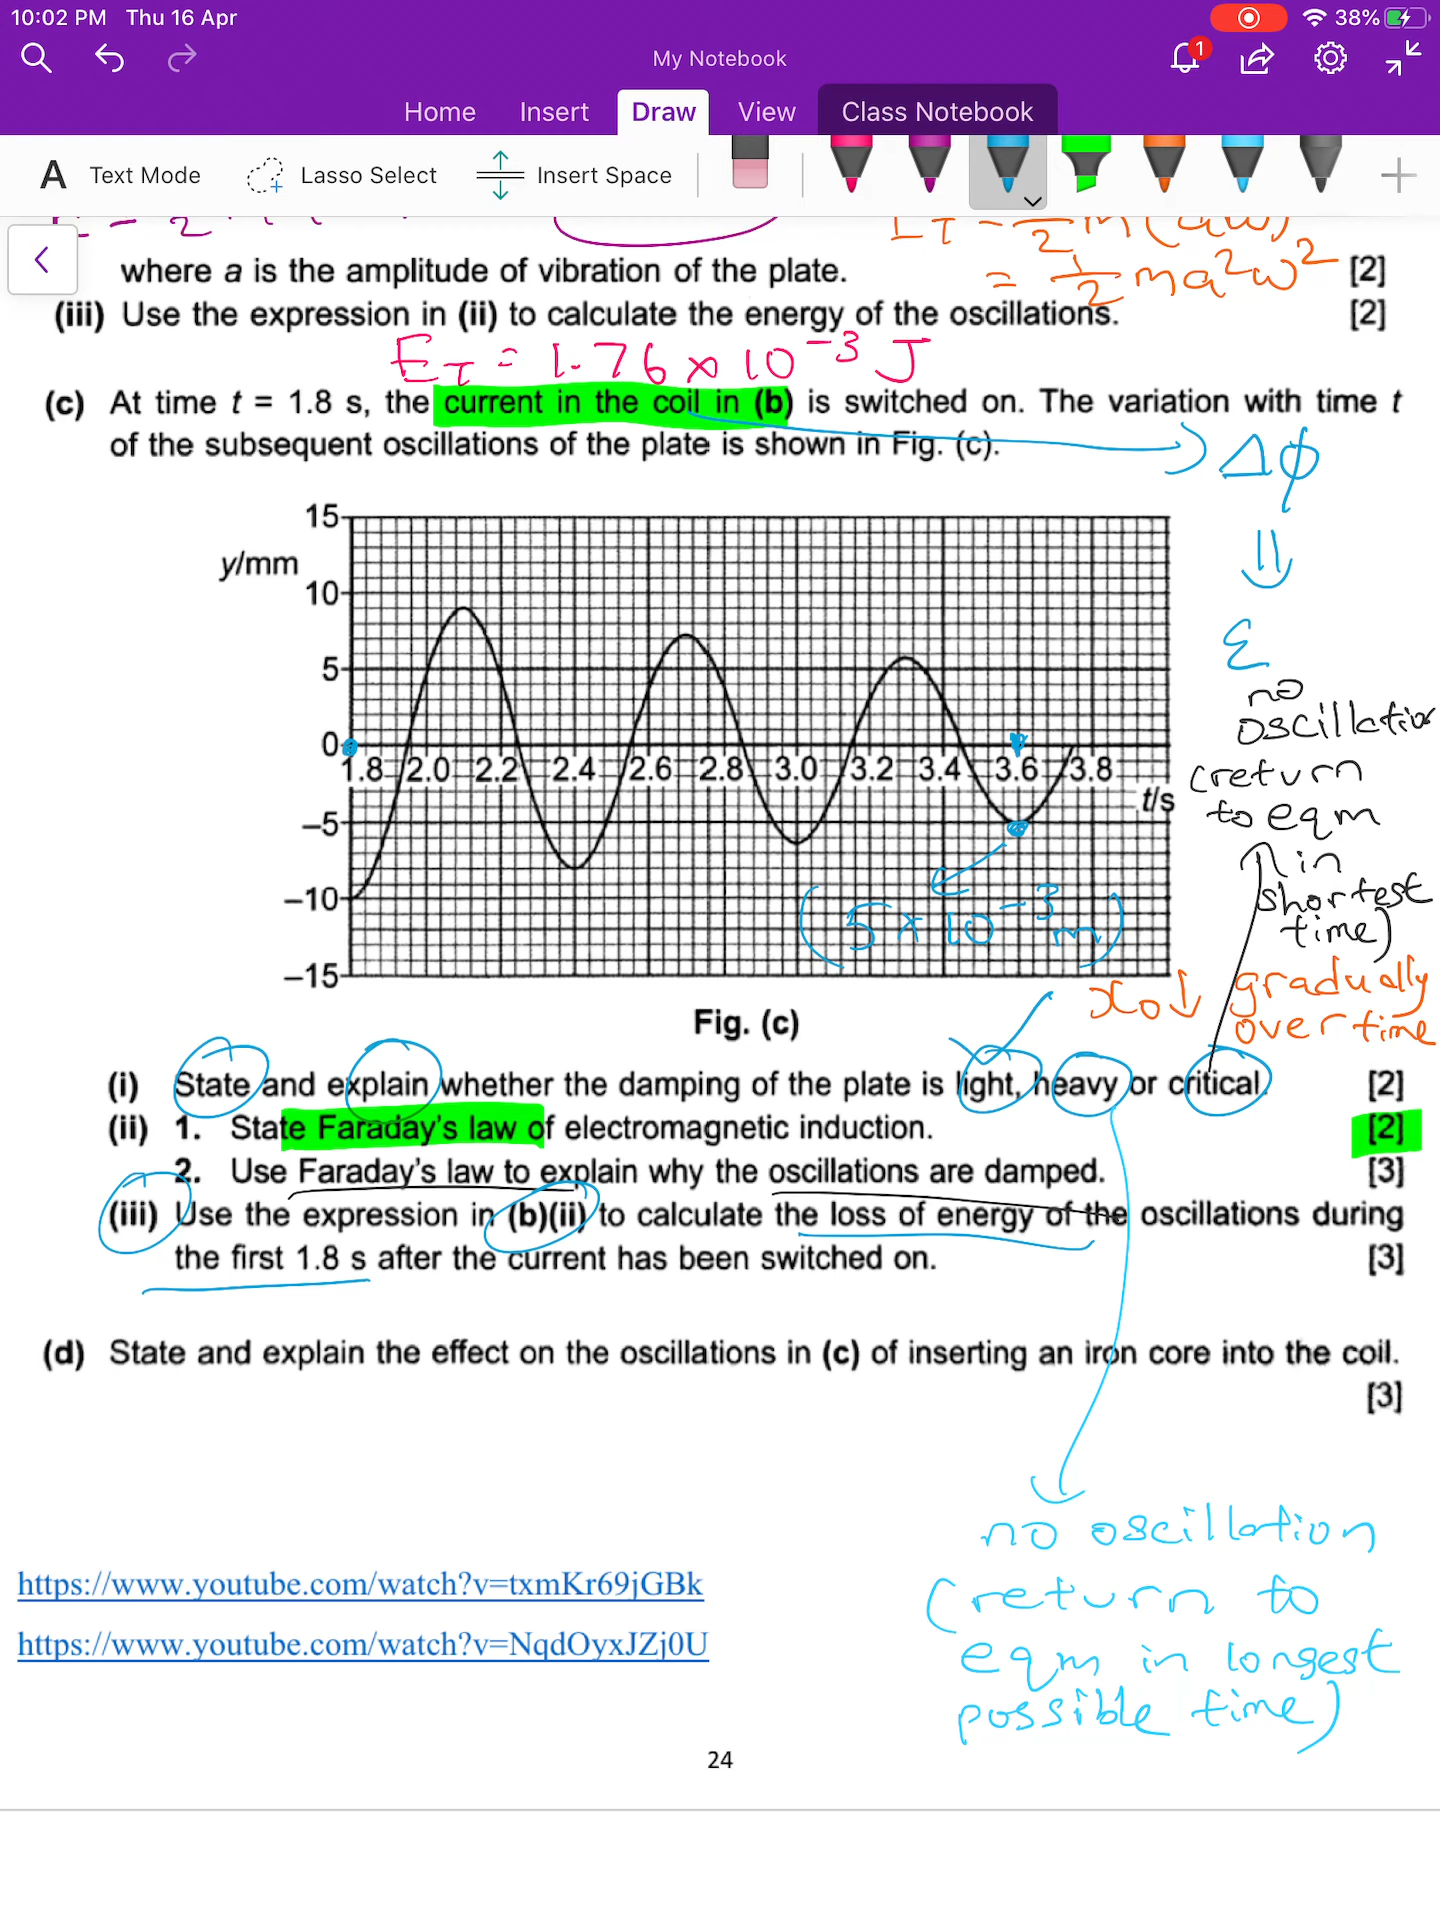 10:02 PM Thu 16 Apr
38%
My Notebook
1
Home Insert Draw View Class Notebook
A Text Mode Lasso Select Insert Space
where a is the amplitude of vibration of the plate. [2]
= 1/2 ma²ω²
(iii) Use the expression in (ii) to calculate the energy of the oscillations. [2]
E_T = 1.76 × 10⁻³ J
(c) At time t = 1.8 s, the current in the coil in (b) is switched on. The variation with time t
of the subsequent oscillations of the plate is shown in Fig. (c).
Δϕ
⇓
ε
15
y/mm
10
5
0
1.8 2.0 2.2 2.4 2.6 2.8 3.0 3.2 3.4 3.6 3.8
t/s
−5
−10
−15
(5 × 10⁻³ m)
no
oscillation
(return
to eqm
in
shortest
time)
x₀↓ gradually
over time
Fig. (c)
(i) State and explain whether the damping of the plate is light, heavy or critical. [2]
(ii) 1. State Faraday's law of electromagnetic induction. [2]
2. Use Faraday's law to explain why the oscillations are damped. [3]
(iii) Use the expression in (b)(ii) to calculate the loss of energy of the oscillations during
the first 1.8 s after the current has been switched on. [3]
(d) State and explain the effect on the oscillations in (c) of inserting an iron core into the coil.
[3]
no oscillation
(return to
eqm in longest
possible time)
https://www.youtube.com/watch?v=txmKr69jGBk
https://www.youtube.com/watch?v=NqdOyxJZj0U
24